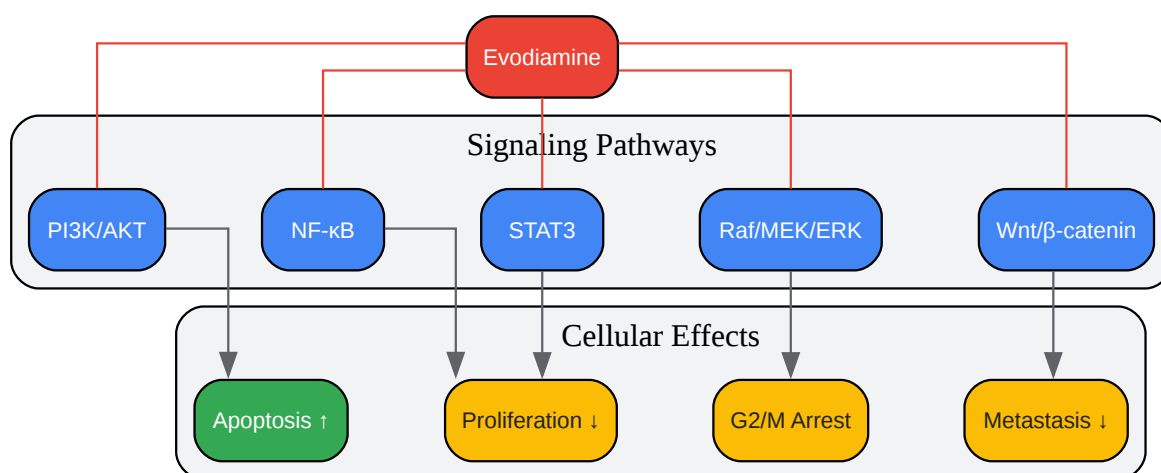 Evodiamine
Signaling Pathways
PI3K/AKT
NF-κB
STAT3
Raf/MEK/ERK
Wnt/β-catenin
Cellular Effects
Apoptosis ↑
Proliferation ↓
G2/M Arrest
Metastasis ↓